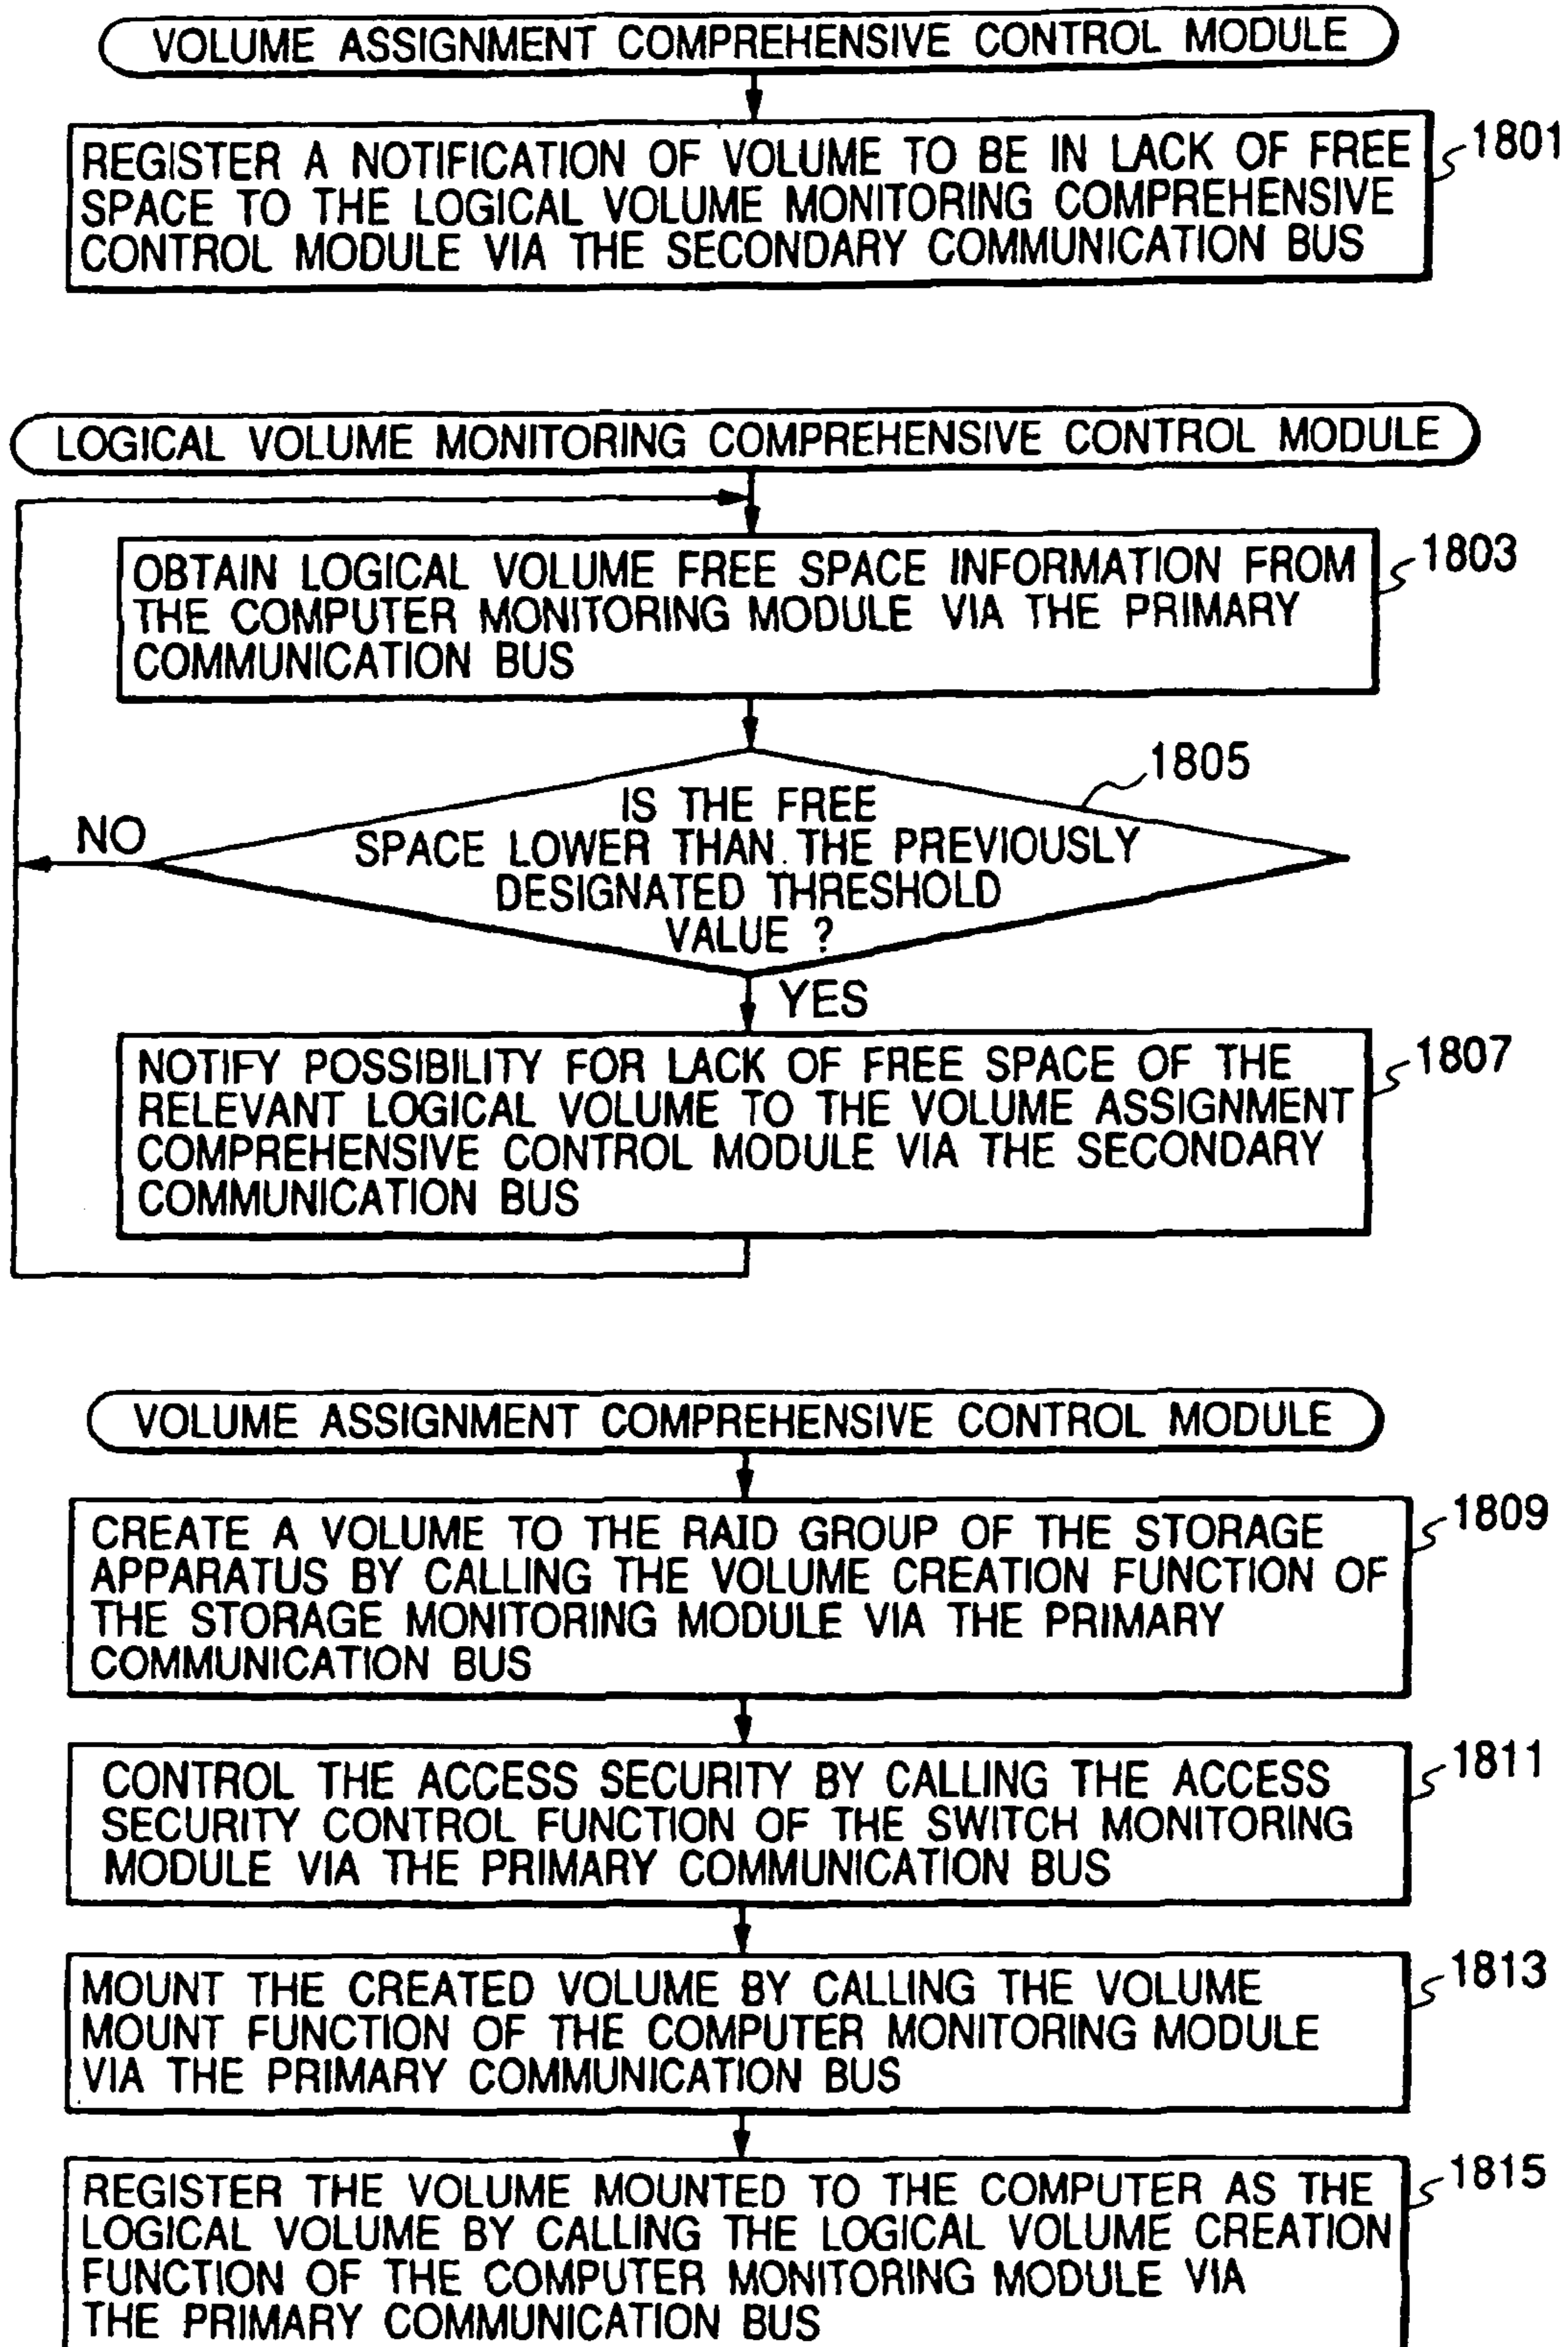 VOLUME ASSIGNMENT COMPREHENSIVE CONTROL MODULE
REGISTER A NOTIFICATION OF VOLUME TO BE IN LACK OF FREE
SPACE TO THE LOGICAL VOLUME MONITORING COMPREHENSIVE
CONTROL MODULE VIA THE SECONDARY COMMUNICATION BUS
1801
LOGICAL VOLUME MONITORING COMPREHENSIVE CONTROL MODULE
OBTAIN LOGICAL VOLUME FREE SPACE INFORMATION FROM
THE COMPUTER MONITORING MODULE VIA THE PRIMARY
COMMUNICATION BUS
1803
1805
IS THE FREE
SPACE LOWER THAN THE PREVIOUSLY
DESIGNATED THRESHOLD
VALUE ?
NO
YES
NOTIFY POSSIBILITY FOR LACK OF FREE SPACE OF THE
RELEVANT LOGICAL VOLUME TO THE VOLUME ASSIGNMENT
COMPREHENSIVE CONTROL MODULE VIA THE SECONDARY
COMMUNICATION BUS
1807
VOLUME ASSIGNMENT COMPREHENSIVE CONTROL MODULE
CREATE A VOLUME TO THE RAID GROUP OF THE STORAGE
APPARATUS BY CALLING THE VOLUME CREATION FUNCTION OF
THE STORAGE MONITORING MODULE VIA THE PRIMARY
COMMUNICATION BUS
1809
CONTROL THE ACCESS SECURITY BY CALLING THE ACCESS
SECURITY CONTROL FUNCTION OF THE SWITCH MONITORING
MODULE VIA THE PRIMARY COMMUNICATION BUS
1811
MOUNT THE CREATED VOLUME BY CALLING THE VOLUME
MOUNT FUNCTION OF THE COMPUTER MONITORING MODULE
VIA THE PRIMARY COMMUNICATION BUS
1813
REGISTER THE VOLUME MOUNTED TO THE COMPUTER AS THE
LOGICAL VOLUME BY CALLING THE LOGICAL VOLUME CREATION
FUNCTION OF THE COMPUTER MONITORING MODULE VIA
THE PRIMARY COMMUNICATION BUS
1815